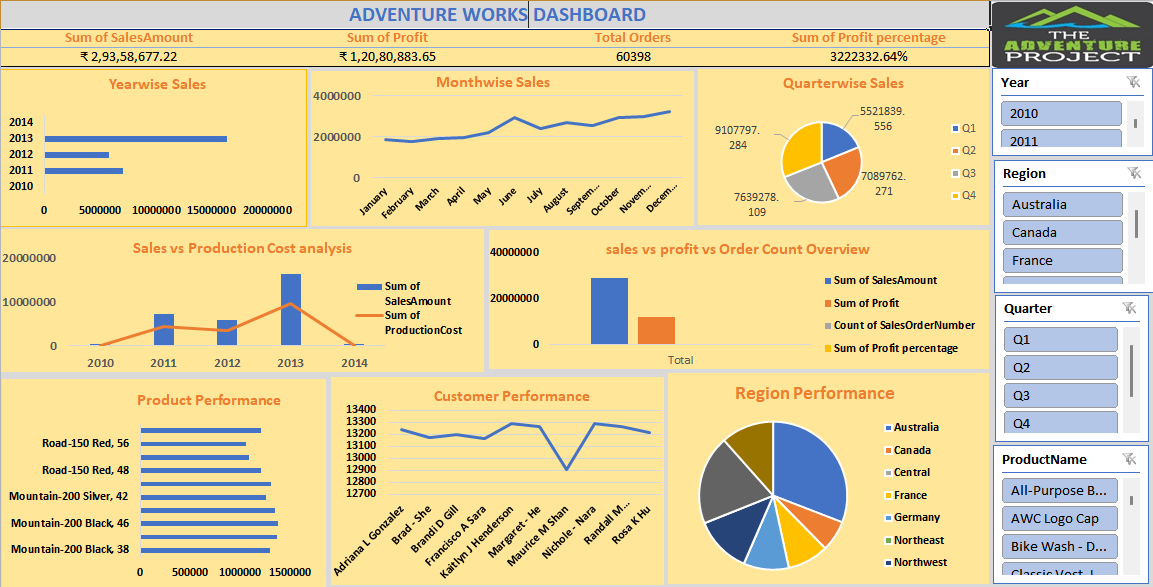 ADVENTURE WORKS DASHBOARD
Sum of SalesAmount Sum of Profit Total Orders Sum of Profit percentage
₹ 2,93,58,677.22 ₹ 1,20,80,883.65 60398 3222332.64%
THE
ADVENTURE
PROJECT
Yearwise Sales
2014
2013
2012
2011
2010
0 5000000 10000000 15000000 20000000
Monthwise Sales
4000000
2000000
0
January February March April May June July August Septem... October Novem... Decem...
Quarterwise Sales
5521839.
556
9107797.
284
7089762.
271
7639278.
109
Q1
Q2
Q3
Q4
Year
2010
2011
Region
Australia
Canada
France
Sales vs Production Cost analysis
20000000
10000000
0
2010 2011 2012 2013 2014
Sum of
SalesAmount
Sum of
ProductionCost
sales vs profit vs Order Count Overview
40000000
20000000
0
Total
Sum of SalesAmount
Sum of Profit
Count of SalesOrderNumber
Sum of Profit percentage
Quarter
Q1
Q2
Q3
Q4
Product Performance
Road-150 Red, 56
Road-150 Red, 48
Mountain-200 Silver, 42
Mountain-200 Black, 46
Mountain-200 Black, 38
0 500000 1000000 1500000
Customer Performance
13400
13300
13200
13100
13000
12900
12800
12700
Adriana L Gonzalez
Brad - She
Brandi D Gill
Francisco A Sara
Kaitlyn J Henderson
Margaret - He
Maurice M Shan
Nichole - Nara
Randall M...
Rosa K Hu
Region Performance
Australia
Canada
Central
France
Germany
Northeast
Northwest
ProductName
All-Purpose B...
AWC Logo Cap
Bike Wash - D...
Classic Vest, L